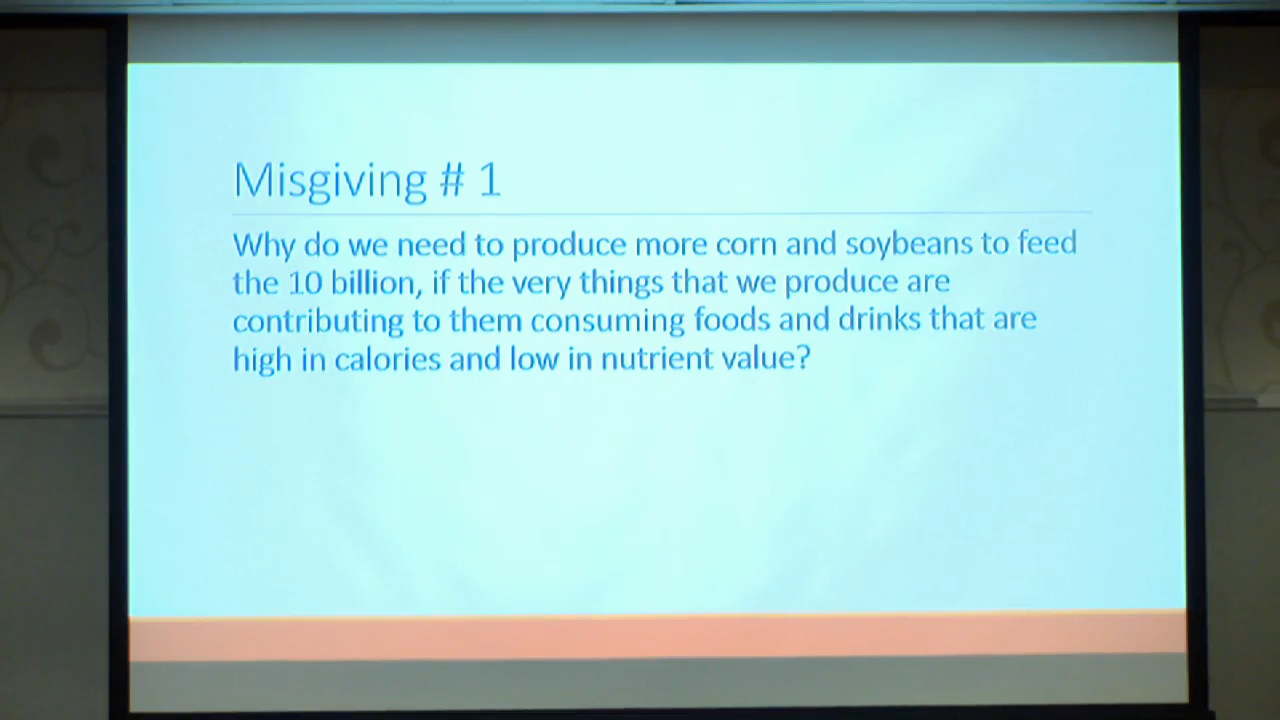 Misgiving # 1
Why do we need to produce more corn and soybeans to feed
the 10 billion, if the very things that we produce are
contributing to them consuming foods and drinks that are
high in calories and low in nutrient value?